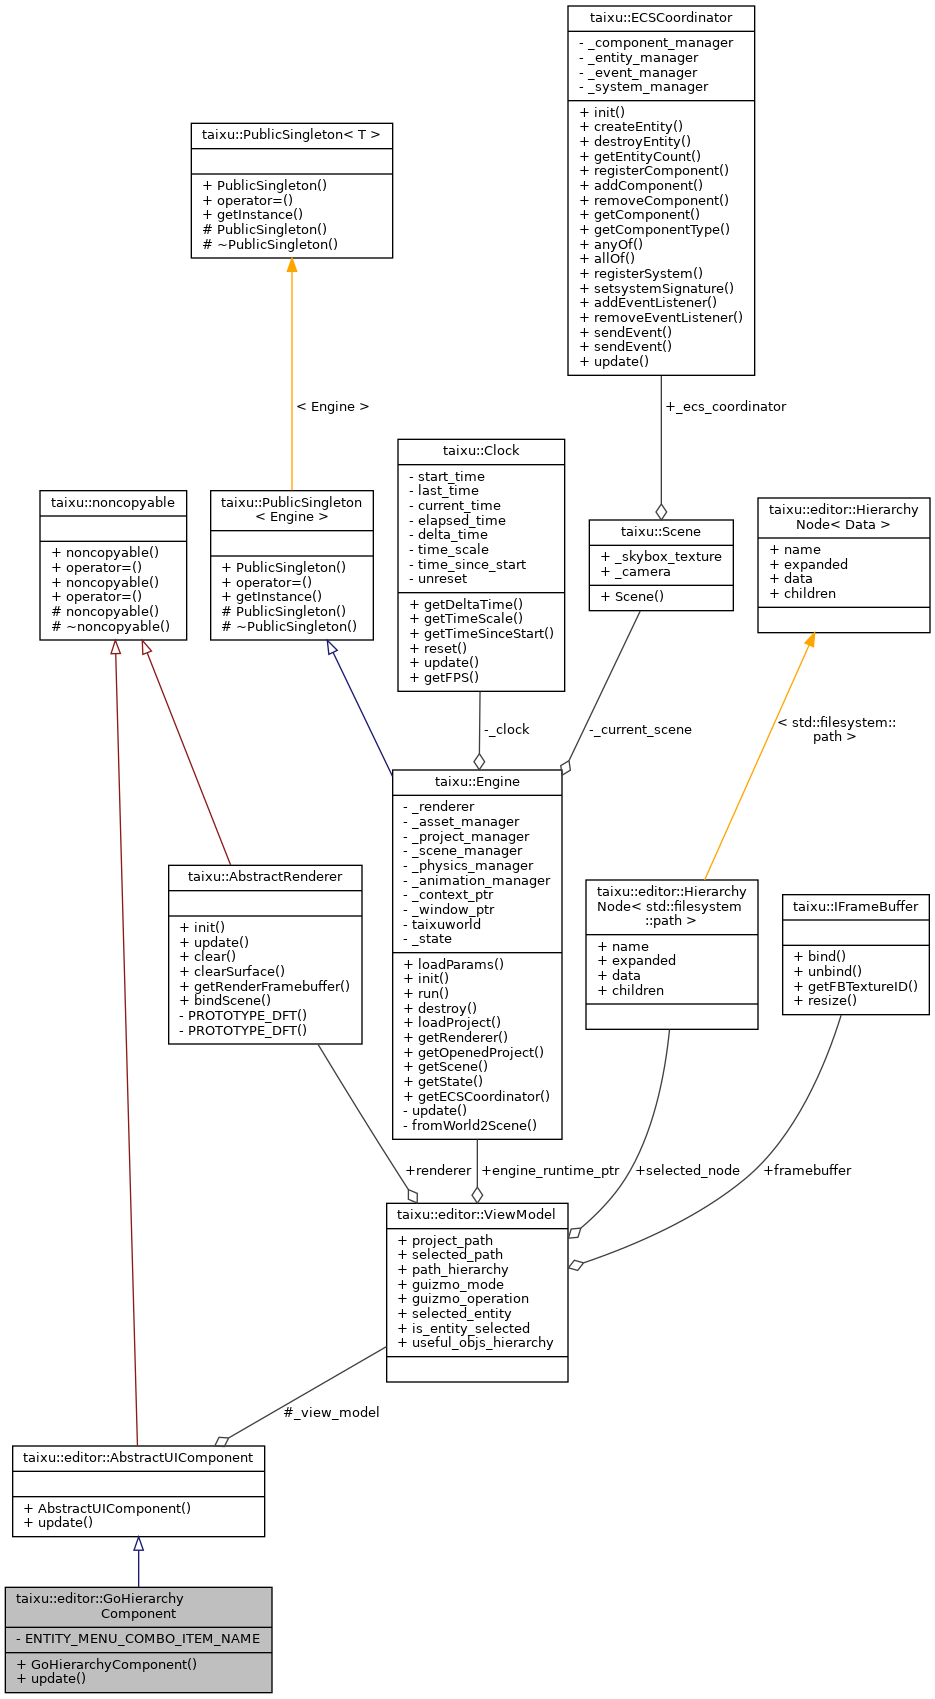 taixu::ECSCoordinator
- _component_manager
- _entity_manager
- _event_manager
- _system_manager
+ init()
+ createEntity()
+ destroyEntity()
+ getEntityCount()
+ registerComponent()
+ addComponent()
+ removeComponent()
+ getComponent()
+ getComponentType()
+ anyOf()
+ allOf()
+ registerSystem()
+ setsystemSignature()
+ addEventListener()
+ removeEventListener()
+ sendEvent()
+ sendEvent()
+ update()
taixu::PublicSingleton< T >
+ PublicSingleton()
+ operator=()
+ getInstance()
# PublicSingleton()
# ~PublicSingleton()
< Engine >
+_ecs_coordinator
taixu::Clock
- start_time
- last_time
- current_time
- elapsed_time
- delta_time
- time_scale
- time_since_start
- unreset
+ getDeltaTime()
+ getTimeScale()
+ getTimeSinceStart()
+ reset()
+ update()
+ getFPS()
taixu::noncopyable
+ noncopyable()
+ operator=()
+ noncopyable()
+ operator=()
# noncopyable()
# ~noncopyable()
taixu::PublicSingleton
< Engine >
+ PublicSingleton()
+ operator=()
+ getInstance()
# PublicSingleton()
# ~PublicSingleton()
taixu::Scene
+ _skybox_texture
+ _camera
+ Scene()
taixu::editor::Hierarchy
Node< Data >
+ name
+ expanded
+ data
+ children
-_clock
-_current_scene
< std::filesystem::
path >
taixu::Engine
- _renderer
- _asset_manager
- _project_manager
- _scene_manager
- _physics_manager
- _animation_manager
- _context_ptr
- _window_ptr
- taixuworld
- _state
+ loadParams()
+ init()
+ run()
+ destroy()
+ loadProject()
+ getRenderer()
+ getOpenedProject()
+ getScene()
+ getState()
+ getECSCoordinator()
- update()
- fromWorld2Scene()
taixu::AbstractRenderer
+ init()
+ update()
+ clear()
+ clearSurface()
+ getRenderFramebuffer()
+ bindScene()
- PROTOTYPE_DFT()
- PROTOTYPE_DFT()
taixu::editor::Hierarchy
Node< std::filesystem
::path >
+ name
+ expanded
+ data
+ children
taixu::IFrameBuffer
+ bind()
+ unbind()
+ getFBTextureID()
+ resize()
+renderer
+engine_runtime_ptr
+selected_node
+framebuffer
taixu::editor::ViewModel
+ project_path
+ selected_path
+ path_hierarchy
+ guizmo_mode
+ guizmo_operation
+ selected_entity
+ is_entity_selected
+ useful_objs_hierarchy
#_view_model
taixu::editor::AbstractUIComponent
+ AbstractUIComponent()
+ update()
taixu::editor::GoHierarchy
Component
- ENTITY_MENU_COMBO_ITEM_NAME
+ GoHierarchyComponent()
+ update()